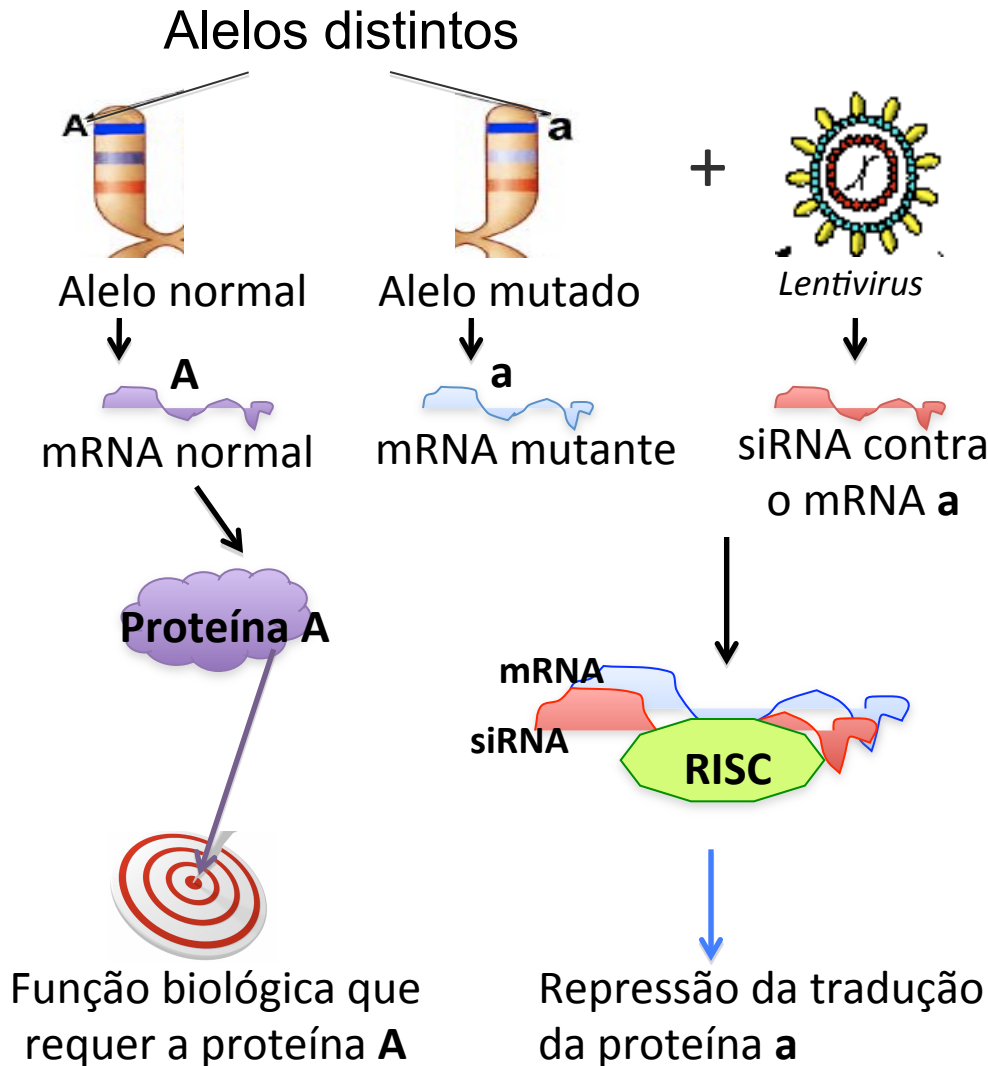 Alelos distintos
A
a
+
Alelo normal
Alelo mutado
Lentivirus
A
a
mRNA normal
mRNA mutante
siRNA contra
o mRNA a
Proteína A
mRNA
siRNA
RISC
Função biológica que
requer a proteína A
Repressão da tradução
da proteína a